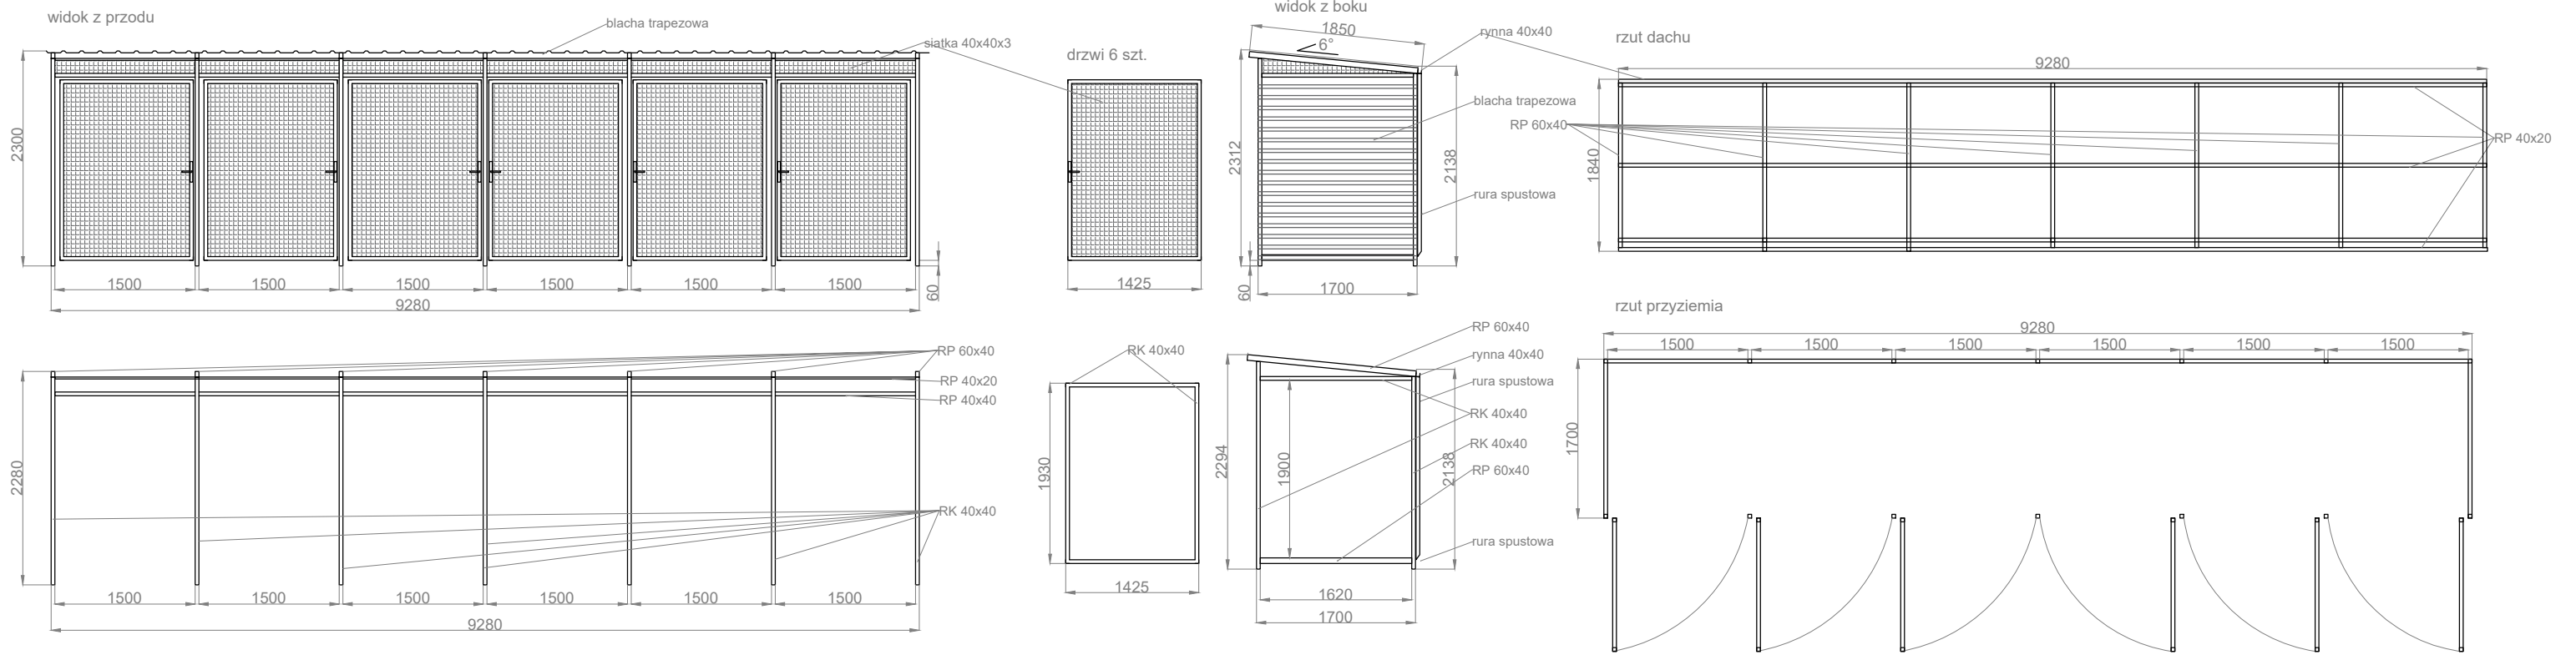 widok z przodu
blacha trapezowa
siatka 40x40x3
2300
1500
1500
1500
1500
1500
1500
60
9280
drzwi 6 szt.
1425
widok z boku
1850
6°
rynna 40x40
blacha trapezowa
2312
2138
rura spustowa
60
1700
rzut dachu
9280
RP 60x40
RP 40x20
1840
RP 60x40
RP 40x20
RP 40x40
2280
RK 40x40
1500
1500
1500
1500
1500
1500
9280
RK 40x40
1930
1425
RP 60x40
rynna 40x40
rura spustowa
RK 40x40
RK 40x40
RP 60x40
2294
1900
2138
rura spustowa
1620
1700
rzut przyziemia
9280
1500
1500
1500
1500
1500
1500
1700